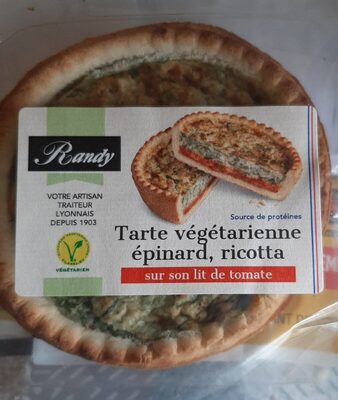 Randy
VOTRE ARTISAN
TRAITEUR
LYONNAIS
DEPUIS 1903
VÉGÉTARIEN
Source de protéines
Tarte végétarienne
épinard, ricotta
sur son lit de tomate